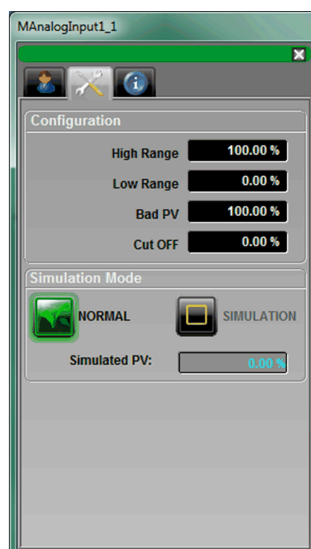 MAnalogInput1_1
Configuration
High Range 100.00 %
Low Range 0.00 %
Bad PV 100.00 %
Cut OFF 0.00 %
Simulation Mode
NORMAL SIMULATION
Simulated PV: 0.00 %